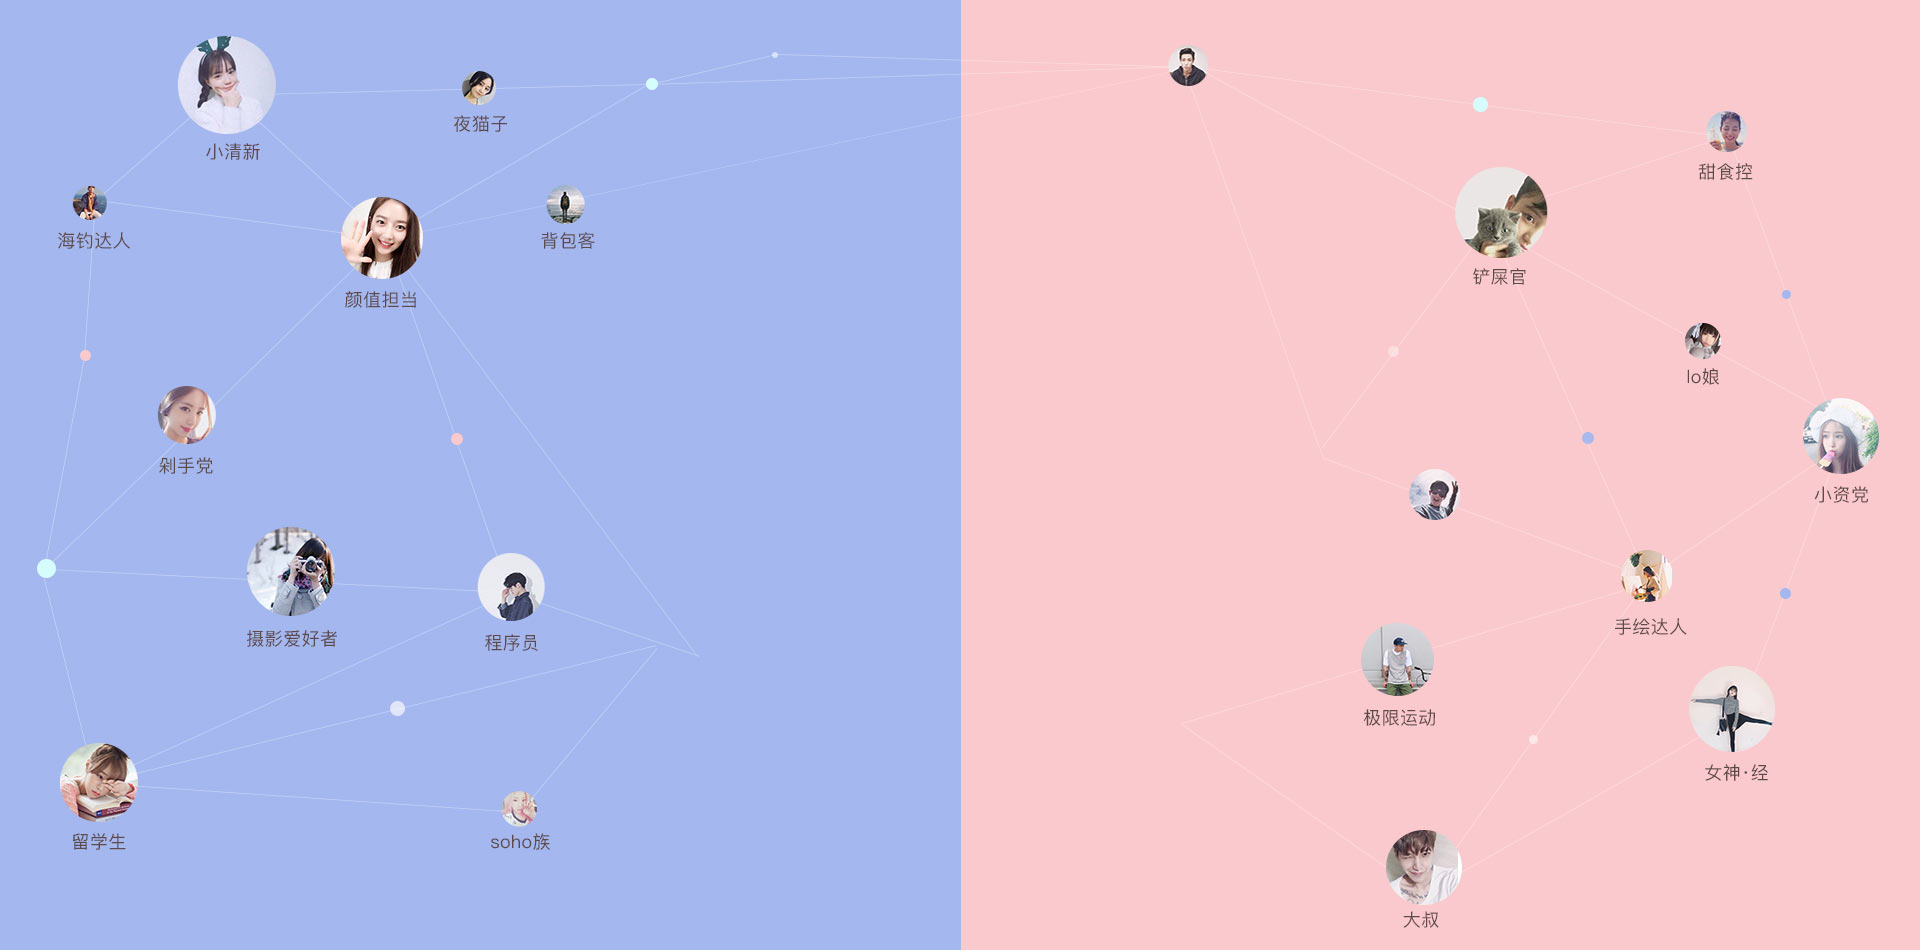 小清新
夜猫子
海钓达人
背包客
颜值担当
剁手党
摄影爱好者
程序员
留学生
soho族
甜食控
铲屎官
lo娘
小资党
手绘达人
极限运动
女神·经
大叔